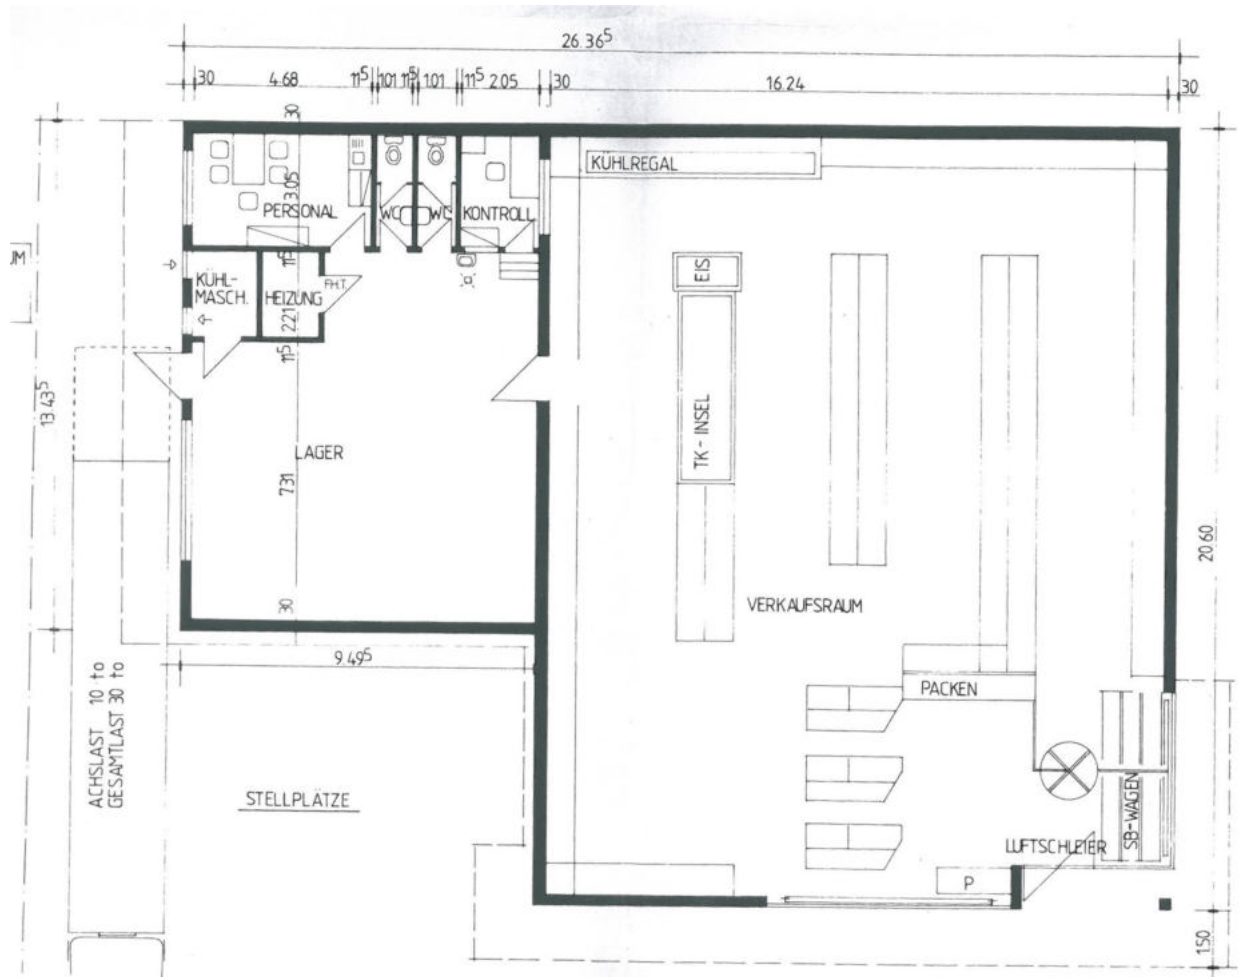 26.36⁵
30 4.68 11⁵ 1.01 11⁵ 1.01 11⁵ 2.05 30 16.24 30
30
KÜHLREGAL
3.05
PERSONAL WC WC KONTROLL
UM
11⁵
KÜHL-
MASCH.
HEIZUNG
F.H.T.
EIS
2.21
11⁵
13.43⁵
TK-INSEL
LAGER
7.31
20.60
30
VERKAUFSRAUM
9.49⁵
PACKEN
ACHSLAST 10 to
GESAMTLAST 30 to
STELLPLÄTZE
SB-WAGEN
LUFTSCHLEIER
P
1.50